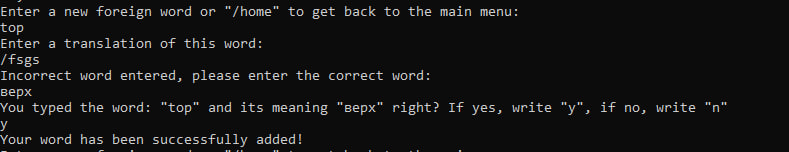 Enter a new foreign word or "/home" to get back to the main menu:
top
Enter a translation of this word:
/fsgs
Incorrect word entered, please enter the correct word:
верх
You typed the word: "top" and its meaning "верх" right? If yes, write "y", if no, write "n"
y
Your word has been successfully added!